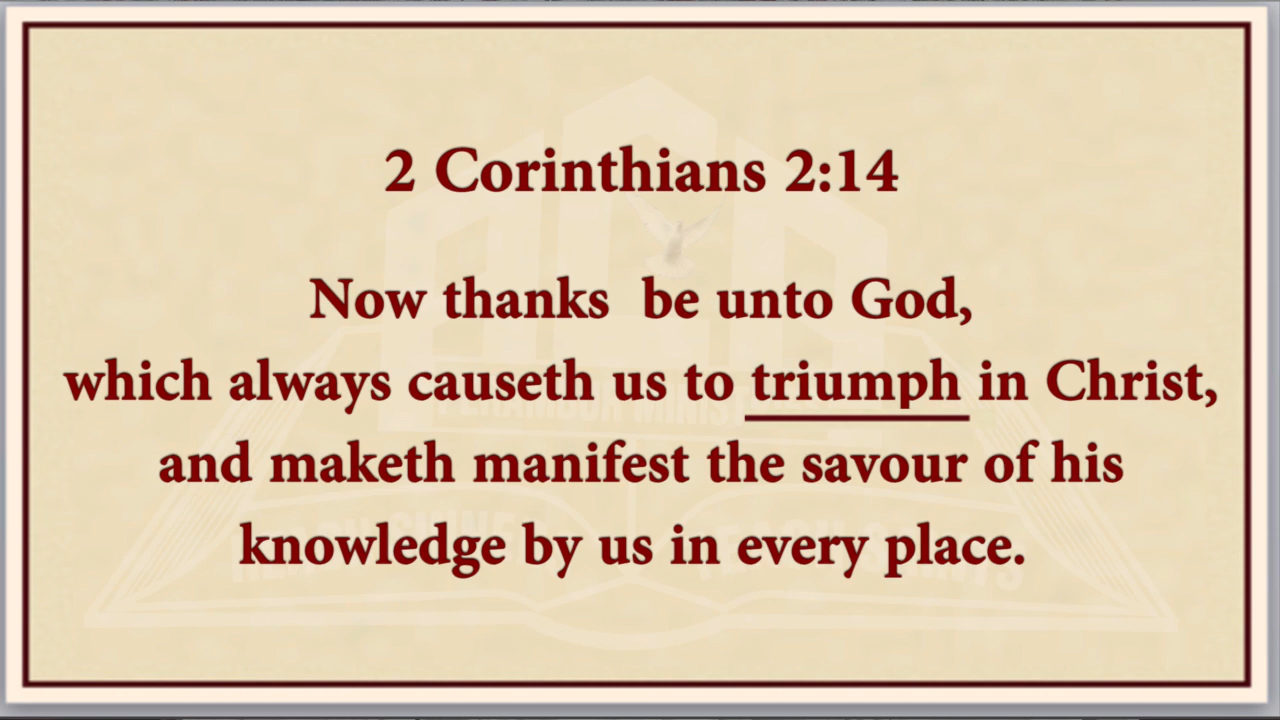 2 Corinthians 2:14
Now thanks be unto God,
which always causeth us to triumph in Christ,
and maketh manifest the savour of his
knowledge by us in every place.